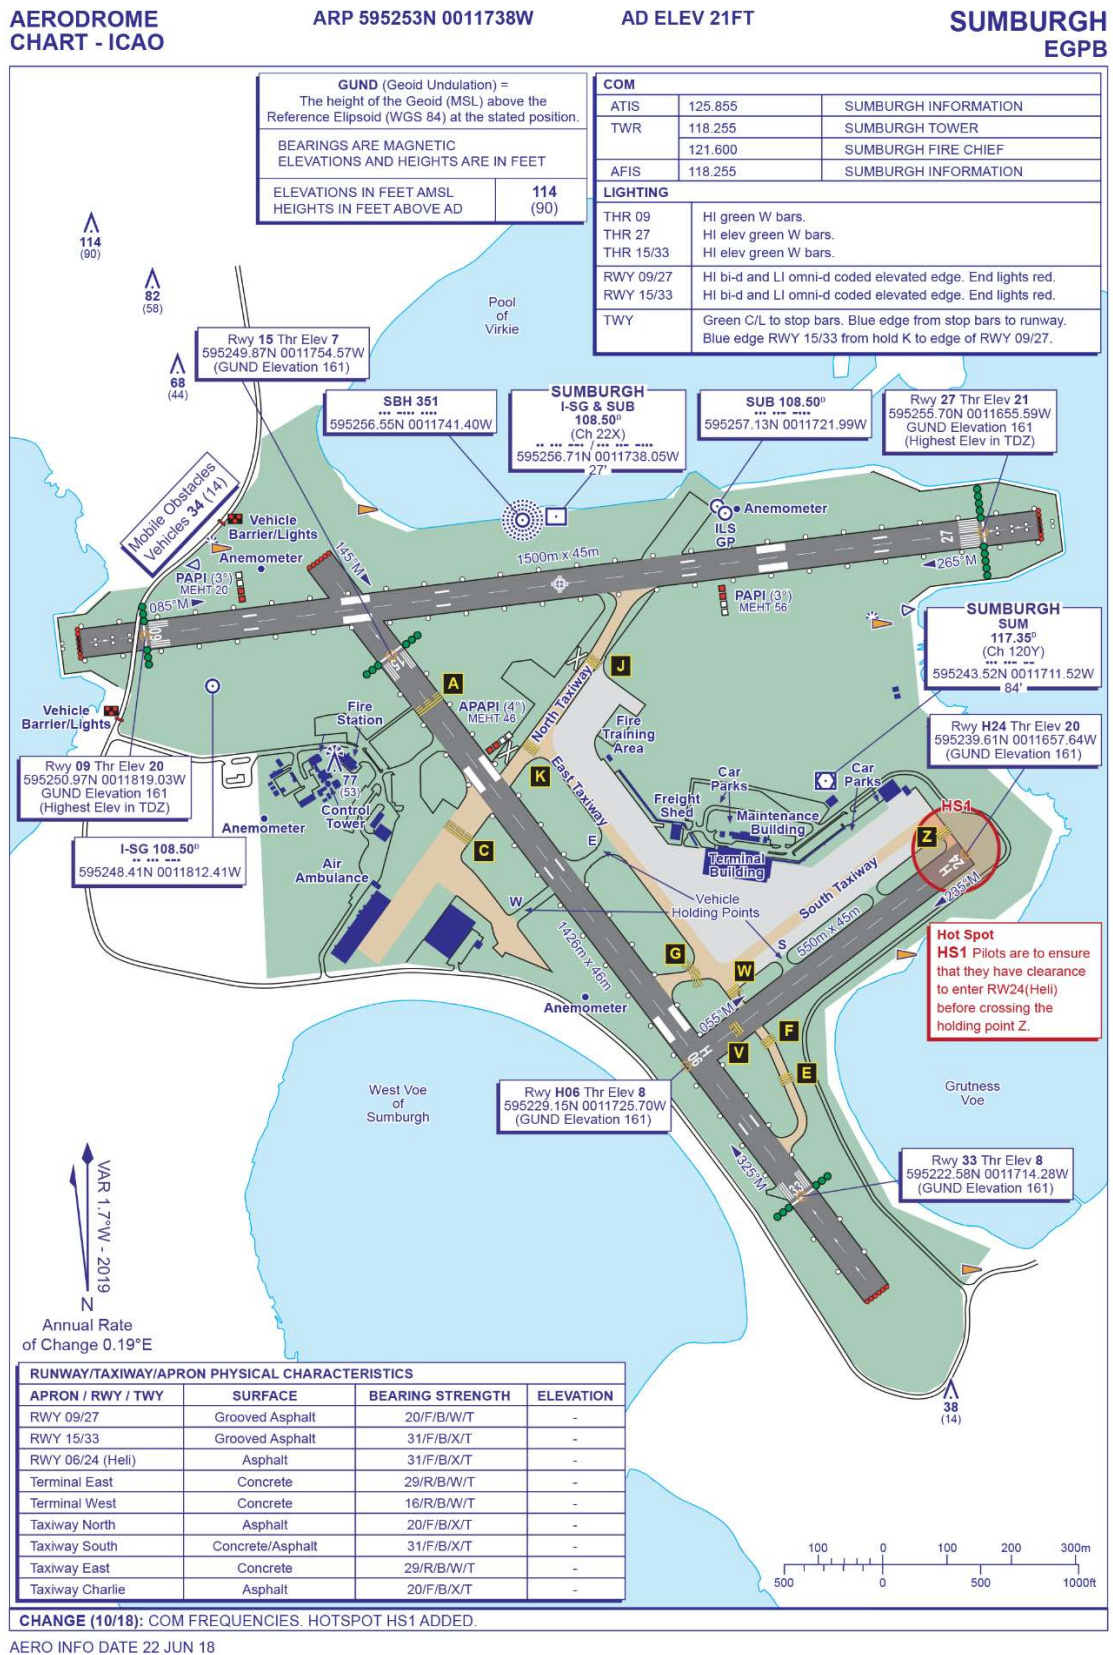 AERODROME
CHART - ICAO
ARP 595253N 0011738W
AD ELEV 21FT
SUMBURGH
EGPB
GUND (Geoid Undulation) =
The height of the Geoid (MSL) above the
Reference Elipsoid (WGS 84) at the stated position.
BEARINGS ARE MAGNETIC
ELEVATIONS AND HEIGHTS ARE IN FEET
ELEVATIONS IN FEET AMSL 114
HEIGHTS IN FEET ABOVE AD (90)
COM
ATIS 125.855 SUMBURGH INFORMATION
TWR 118.255 SUMBURGH TOWER
121.600 SUMBURGH FIRE CHIEF
AFIS 118.255 SUMBURGH INFORMATION
LIGHTING
THR 09 HI green W bars.
THR 27 HI elev green W bars.
THR 15/33 HI elev green W bars.
RWY 09/27 HI bi-d and LI omni-d coded elevated edge. End lights red.
RWY 15/33 HI bi-d and LI omni-d coded elevated edge. End lights red.
TWY Green C/L to stop bars. Blue edge from stop bars to runway.
Blue edge RWY 15/33 from hold K to edge of RWY 09/27.
114
(90)
82
(58)
68
(44)
Pool
of
Virkie
Rwy 15 Thr Elev 7
595249.87N 0011754.57W
(GUND Elevation 161)
SBH 351
595256.55N 0011741.40W
SUMBURGH
I-SG & SUB
108.50D
(Ch 22X)
595256.71N 0011738.05W
27'
SUB 108.50D
595257.13N 0011721.99W
Rwy 27 Thr Elev 21
595255.70N 0011655.59W
GUND Elevation 161
(Highest Elev in TDZ)
Mobile Obstacles
Vehicles 34 (14)
Vehicle
Barrier/Lights
Anemometer
PAPI (3°)
MEHT 20
085°M
145°M
1500m x 45m
ILS
GP
Anemometer
27
265°M
PAPI (3°)
MEHT 56
09
15
SUMBURGH
SUM
117.35D
(Ch 120Y)
595243.52N 0011711.52W
84'
A
J
APAPI (4°)
MEHT 46
North Taxiway
Fire
Station
Vehicle
Barrier/Lights
Fire
Training
Area
Rwy H24 Thr Elev 20
595239.61N 0011657.64W
(GUND Elevation 161)
Rwy 09 Thr Elev 20
595250.97N 0011819.03W
GUND Elevation 161
(Highest Elev in TDZ)
77
(53)
Control
Tower
Anemometer
K
East Taxiway
Car
Parks
Car
Parks
Freight
Shed
Maintenance
Building
HS1
Z
H
24
I-SG 108.50D
595248.41N 0011812.41W
C
E
Air
Ambulance
Terminal
Building
South Taxiway
235°M
W
Vehicle
Holding Points
1426m x 46m
550m x 45m
S
G
W
Hot Spot
HS1 Pilots are to ensure
that they have clearance
to enter RW24(Heli)
before crossing the
holding point Z.
Anemometer
055°M
H
06
V
F
E
West Voe
of
Sumburgh
Rwy H06 Thr Elev 8
595229.15N 0011725.70W
(GUND Elevation 161)
Grutness
Voe
325°M
33
Rwy 33 Thr Elev 8
595222.58N 0011714.28W
(GUND Elevation 161)
VAR 1.7°W - 2019
N
Annual Rate
of Change 0.19°E
38
(14)
RUNWAY/TAXIWAY/APRON PHYSICAL CHARACTERISTICS
APRON / RWY / TWY SURFACE BEARING STRENGTH ELEVATION
RWY 09/27 Grooved Asphalt 20/F/B/W/T -
RWY 15/33 Grooved Asphalt 31/F/B/X/T -
RWY 06/24 (Heli) Asphalt 31/F/B/X/T -
Terminal East Concrete 29/R/B/W/T -
Terminal West Concrete 16/R/B/W/T -
Taxiway North Asphalt 20/F/B/X/T -
Taxiway South Concrete/Asphalt 31/F/B/X/T -
Taxiway East Concrete 29/R/B/W/T -
Taxiway Charlie Asphalt 20/F/B/X/T -
100 0 100 200 300m
500 0 500 1000ft
CHANGE (10/18): COM FREQUENCIES. HOTSPOT HS1 ADDED.
AERO INFO DATE 22 JUN 18